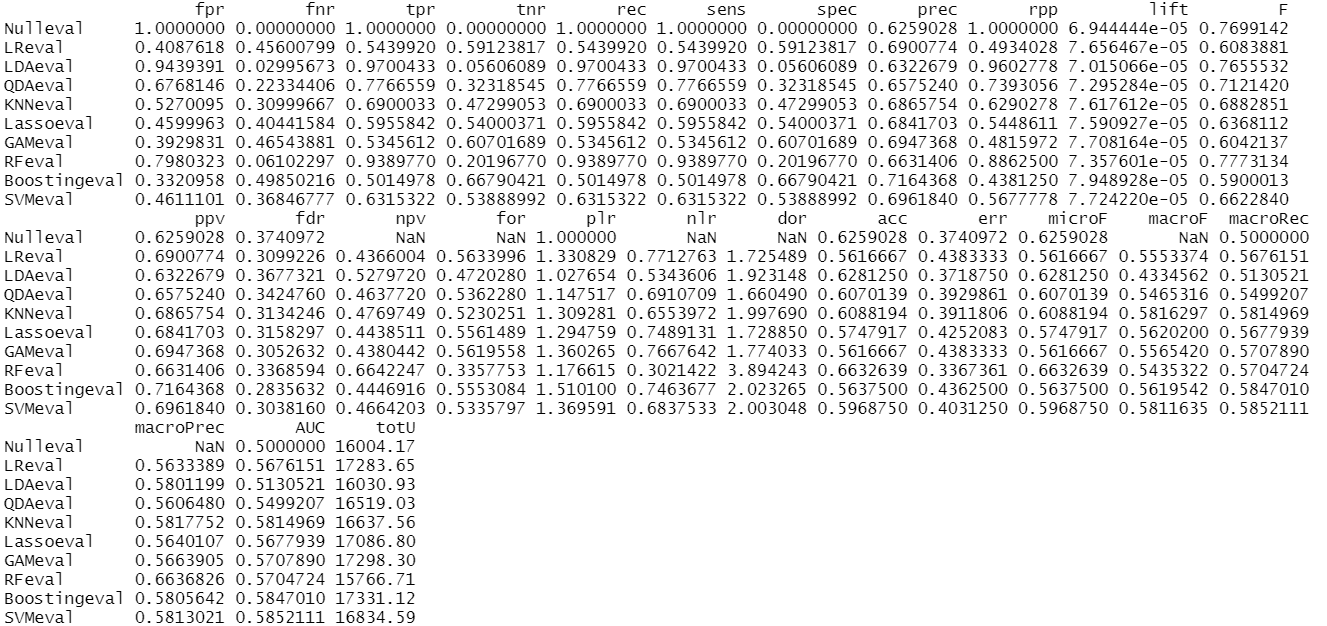 fpr fnr tpr tnr rec sens spec prec rpp lift F
Nulleval 1.0000000 0.00000000 1.0000000 0.00000000 1.0000000 1.0000000 0.00000000 0.6259028 1.0000000 6.944444e-05 0.7699142
LReval 0.4087618 0.45600799 0.5439920 0.59123817 0.5439920 0.5439920 0.59123817 0.6900774 0.4934028 7.656467e-05 0.6083881
LDAeval 0.9439391 0.02995673 0.9700433 0.05606089 0.9700433 0.9700433 0.05606089 0.6322679 0.9602778 7.015066e-05 0.7655532
QDAeval 0.6768146 0.22334406 0.7766559 0.32318545 0.7766559 0.7766559 0.32318545 0.6575240 0.7393056 7.295284e-05 0.7121420
KNNeval 0.5270095 0.30999667 0.6900033 0.47299053 0.6900033 0.6900033 0.47299053 0.6865754 0.6290278 7.617612e-05 0.6882851
Lassoeval 0.4599963 0.40441584 0.5955842 0.54000371 0.5955842 0.5955842 0.54000371 0.6841703 0.5448611 7.590927e-05 0.6368112
GAMeval 0.3929831 0.46543881 0.5345612 0.60701689 0.5345612 0.5345612 0.60701689 0.6947368 0.4815972 7.708164e-05 0.6042137
RFeval 0.7980323 0.06102297 0.9389770 0.20196770 0.9389770 0.9389770 0.20196770 0.6631406 0.8862500 7.357601e-05 0.7773134
Boostingeval 0.3320958 0.49850216 0.5014978 0.66790421 0.5014978 0.5014978 0.66790421 0.7164368 0.4381250 7.948928e-05 0.5900013
SVMeval 0.4611101 0.36846777 0.6315322 0.53888992 0.6315322 0.6315322 0.53888992 0.6961840 0.5677778 7.724220e-05 0.6622840
ppv fdr npv for plr nlr dor acc err microF macroF macroRec
Nulleval 0.6259028 0.3740972 NaN NaN 1.000000 NaN NaN 0.6259028 0.3740972 0.6259028 NaN 0.5000000
LReval 0.6900774 0.3099226 0.4366004 0.5633996 1.330829 0.7712763 1.725489 0.5616667 0.4383333 0.5616667 0.5553374 0.5676151
LDAeval 0.6322679 0.3677321 0.5279720 0.4720280 1.027654 0.5343606 1.923148 0.6281250 0.3718750 0.6281250 0.4334562 0.5130521
QDAeval 0.6575240 0.3424760 0.4637720 0.5362280 1.147517 0.6910709 1.660490 0.6070139 0.3929861 0.6070139 0.5465316 0.5499207
KNNeval 0.6865754 0.3134246 0.4769749 0.5230251 1.309281 0.6553972 1.997690 0.6088194 0.3911806 0.6088194 0.5816297 0.5814969
Lassoeval 0.6841703 0.3158297 0.4438511 0.5561489 1.294759 0.7489131 1.728850 0.5747917 0.4252083 0.5747917 0.5620200 0.5677939
GAMeval 0.6947368 0.3052632 0.4380442 0.5619558 1.360265 0.7667642 1.774033 0.5616667 0.4383333 0.5616667 0.5565420 0.5707890
RFeval 0.6631406 0.3368594 0.6642247 0.3357753 1.176615 0.3021422 3.894243 0.6632639 0.3367361 0.6632639 0.5435322 0.5704724
Boostingeval 0.7164368 0.2835632 0.4446916 0.5553084 1.510100 0.7463677 2.023265 0.5637500 0.4362500 0.5637500 0.5619542 0.5847010
SVMeval 0.6961840 0.3038160 0.4664203 0.5335797 1.369591 0.6837533 2.003048 0.5968750 0.4031250 0.5968750 0.5811635 0.5852111
macroPrec AUC totU
Nulleval NaN 0.5000000 16004.17
LReval 0.5633389 0.5676151 17283.65
LDAeval 0.5801199 0.5130521 16030.93
QDAeval 0.5606480 0.5499207 16519.03
KNNeval 0.5817752 0.5814969 16637.56
Lassoeval 0.5640107 0.5677939 17086.80
GAMeval 0.5663905 0.5707890 17298.30
RFeval 0.6636826 0.5704724 15766.71
Boostingeval 0.5805642 0.5847010 17331.12
SVMeval 0.5813021 0.5852111 16834.59